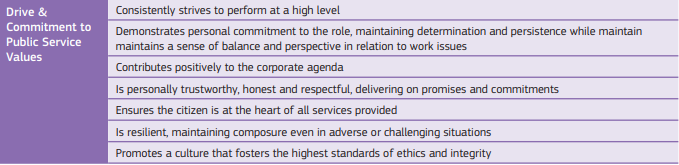 Drive &
Commitment to
Public Service
Values
Consistently strives to perform at a high level
Demonstrates personal commitment to the role, maintaining determination and persistence while maintain
maintains a sense of balance and perspective in relation to work issues
Contributes positively to the corporate agenda
Is personally trustworthy, honest and respectful, delivering on promises and commitments
Ensures the citizen is at the heart of all services provided
Is resilient, maintaining composure even in adverse or challenging situations
Promotes a culture that fosters the highest standards of ethics and integrity